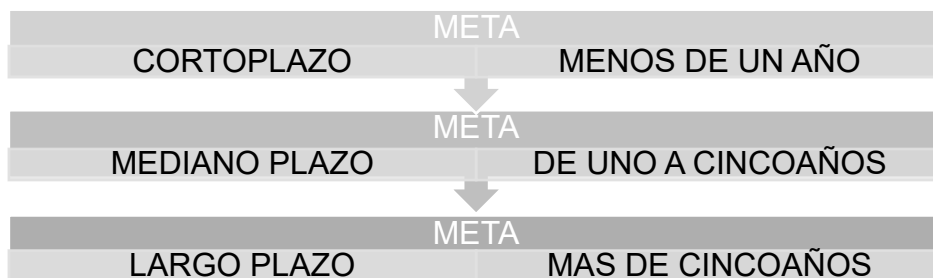 META
CORTOPLAZO MENOS DE UN AÑO
META
MEDIANO PLAZO DE UNO A CINCOAÑOS
META
LARGO PLAZO MAS DE CINCOAÑOS